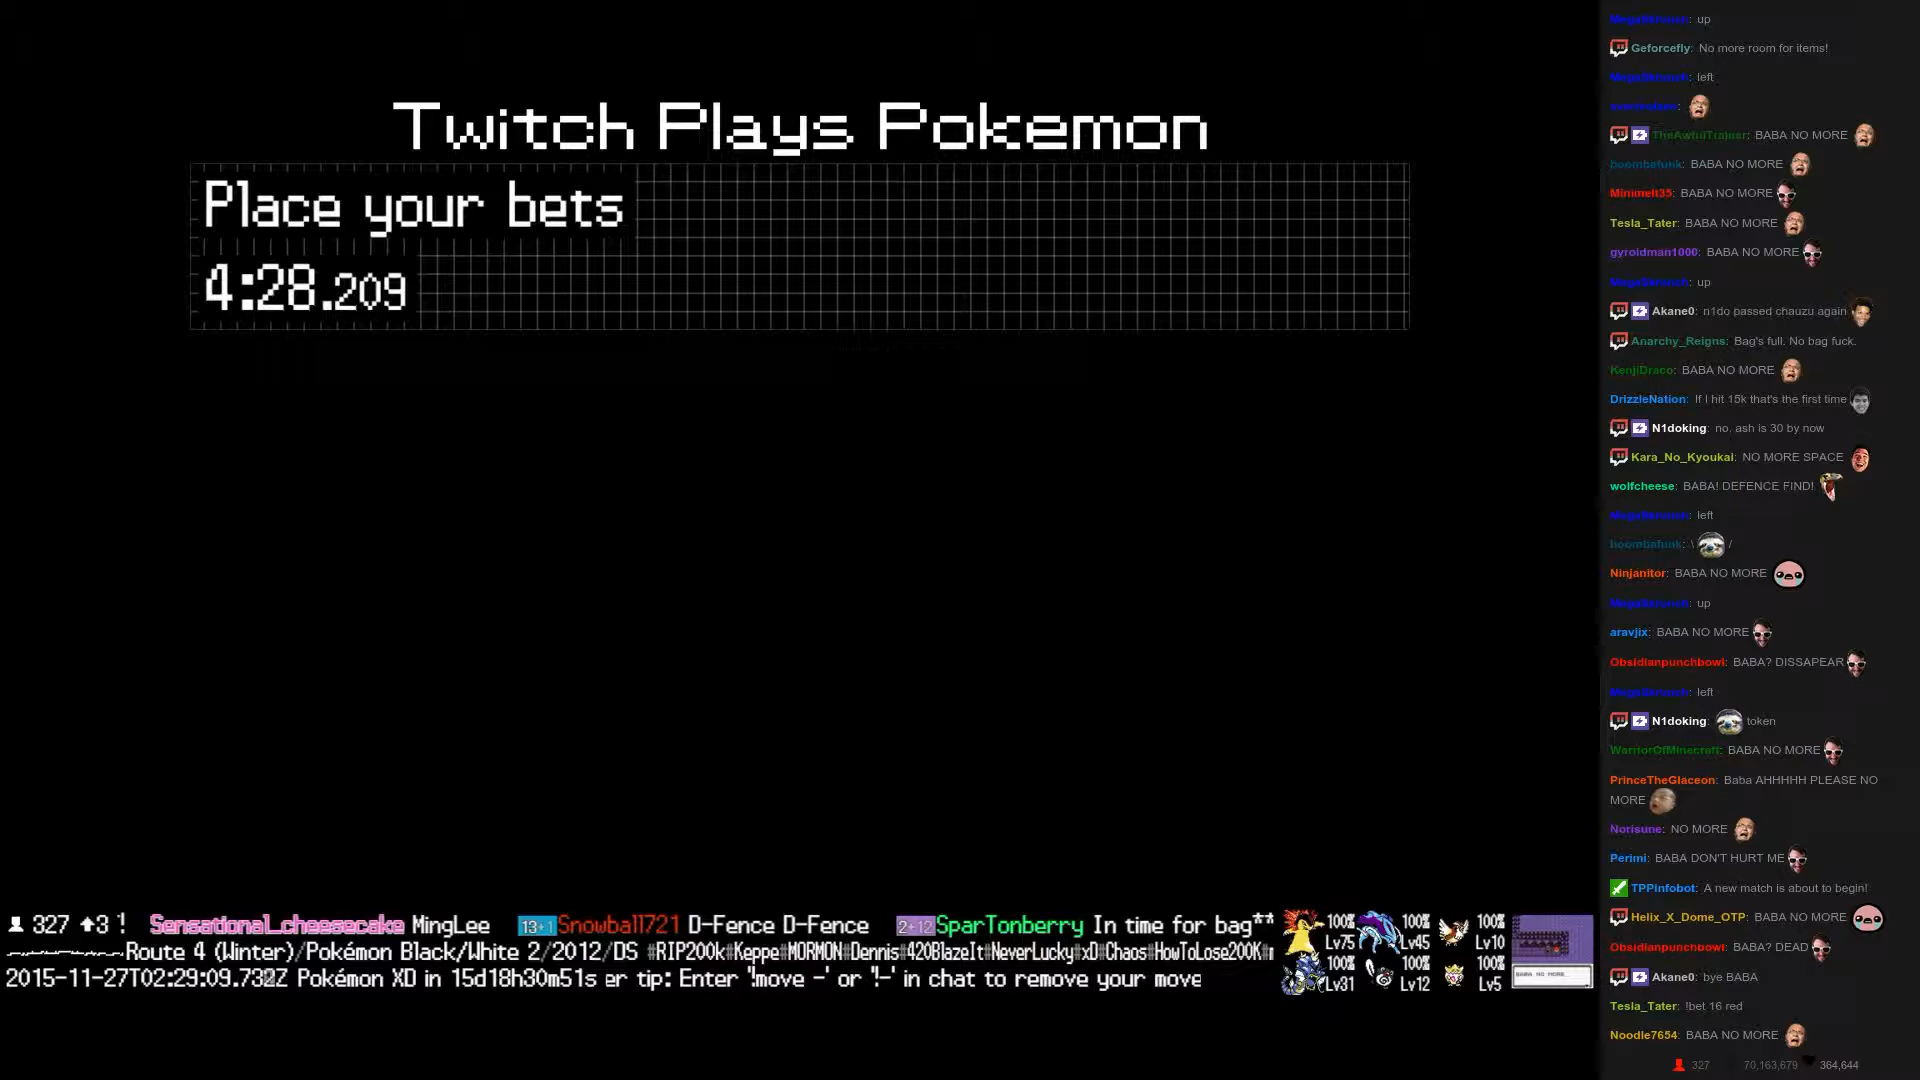 Twitch Plays Pokemon
Place your bets
4:28.209
327 3 ! Sensational_cheesecake MingLee 13+1 Snowball721 D-Fence D-Fence 2+12 SparTonberry In time for bag**
Route 4 (Winter)/Pokémon Black/White 2/2012/DS #RIP200k#Keppe#MORMON#Dennis#420BlazeIt#NeverLucky#xD#Chaos#HowToLose200K#
Pokémon XD in 15d18h30m51s er tip: Enter '!move -' or '!-' in chat to remove your move
100% 100% 100%
Lv75 Lv45 Lv10
100% 100% 100%
Lv31 Lv12 Lv5
BABA NO MORE
: up
Geforcefly: No more room for items!
: left
TheAwfulTrainer: BABA NO MORE
boombafunk: BABA NO MORE
Mimmelt35: BABA NO MORE
Tesla_Tater: BABA NO MORE
gyroidman1000: BABA NO MORE
: up
Akane0: n1do passed chauzu again
Anarchy_Reigns: Bag's full. No bag fuck.
KenjiDraco: BABA NO MORE
DrizzleNation: If I hit 15k that's the first time
N1doking: no. ash is 30 by now
Kara_No_Kyoukai: NO MORE SPACE
wolfcheese: BABA! DEFENCE FIND!
: left
boombafunk: \ /
Ninjanitor: BABA NO MORE
: up
aravjix: BABA NO MORE
Obsidianpunchbowl: BABA? DISSAPEAR
: left
N1doking: token
WarriorOfMinecraft: BABA NO MORE
PrinceTheGlaceon: Baba AHHHHH PLEASE NO
MORE
Norisune: NO MORE
Perimi: BABA DON'T HURT ME
TPPinfobot: A new match is about to begin!
Helix_X_Dome_OTP: BABA NO MORE
Obsidianpunchbowl: BABA? DEAD
Akane0: bye BABA
Tesla_Tater: !bet 16 red
Noodle7654: BABA NO MORE
327 70,163,679 364,644